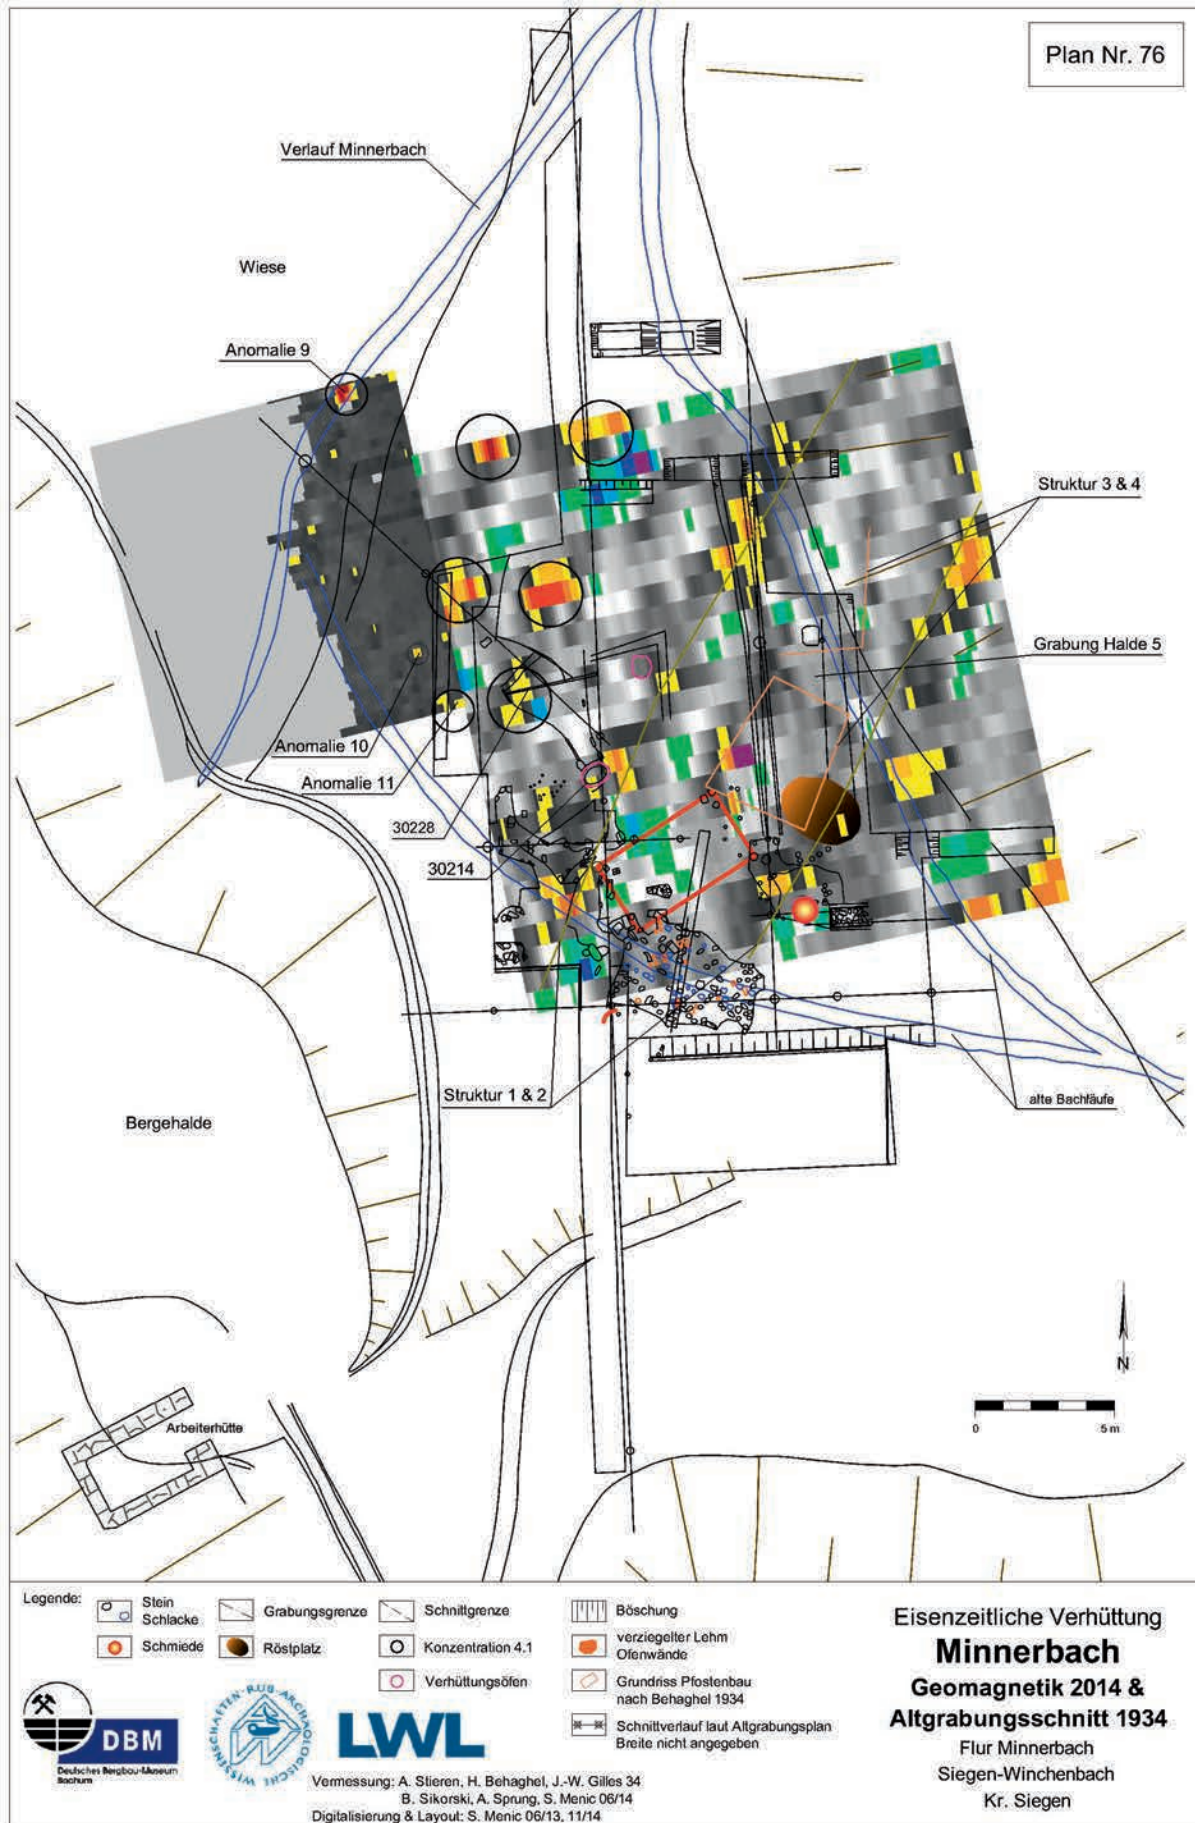 Plan Nr. 76
Verlauf Minnerbach
Wiese
Anomalie 9
Struktur 3 & 4
Grabung Halde 5
Anomalie 10
Anomalie 11
30228
30214
Struktur 1 & 2
alte Bachläufe
Bergehalde
Arbeiterhütte
N
0 5 m
Legende:
Stein
Schlacke
Schmiede
Grabungsgrenze
Röstplatz
Schnittgrenze
Konzentration 4.1
Verhüttungsöfen
Böschung
verziegelter Lehm
Ofenwände
Grundriss Pfostenbau
nach Behaghel 1934
Schnittverlauf laut Altgrabungsplan
Breite nicht angegeben
Eisenzeitliche Verhüttung
Minnerbach
Geomagnetik 2014 &
Altgrabungsschnitt 1934
Flur Minnerbach
Siegen-Winchenbach
Kr. Siegen
DBM
Deutsches Bergbau-Museum
Bochum
WISSENSCHAFTEN·RUB·ARCHÄOLOGISCHE
LWL
Vermessung: A. Stieren, H. Behaghel, J.-W. Gilles 34
B. Sikorski, A. Sprung, S. Menic 06/14
Digitalisierung & Layout: S. Menic 06/13, 11/14